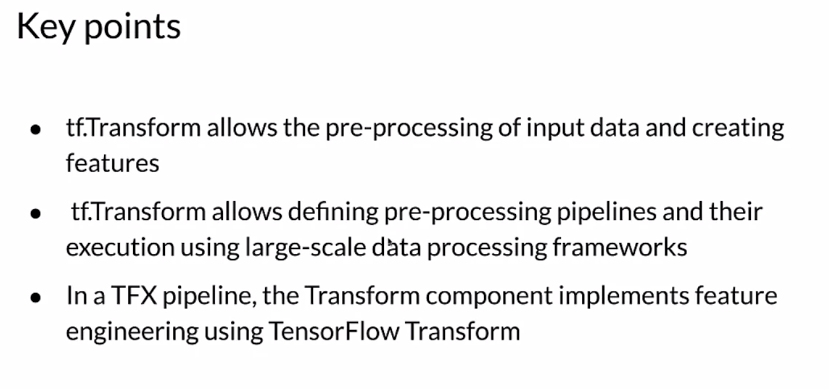 Key points
• tf.Transform allows the pre-processing of input data and creating
features
• tf.Transform allows defining pre-processing pipelines and their
execution using large-scale data processing frameworks
• In a TFX pipeline, the Transform component implements feature
engineering using TensorFlow Transform